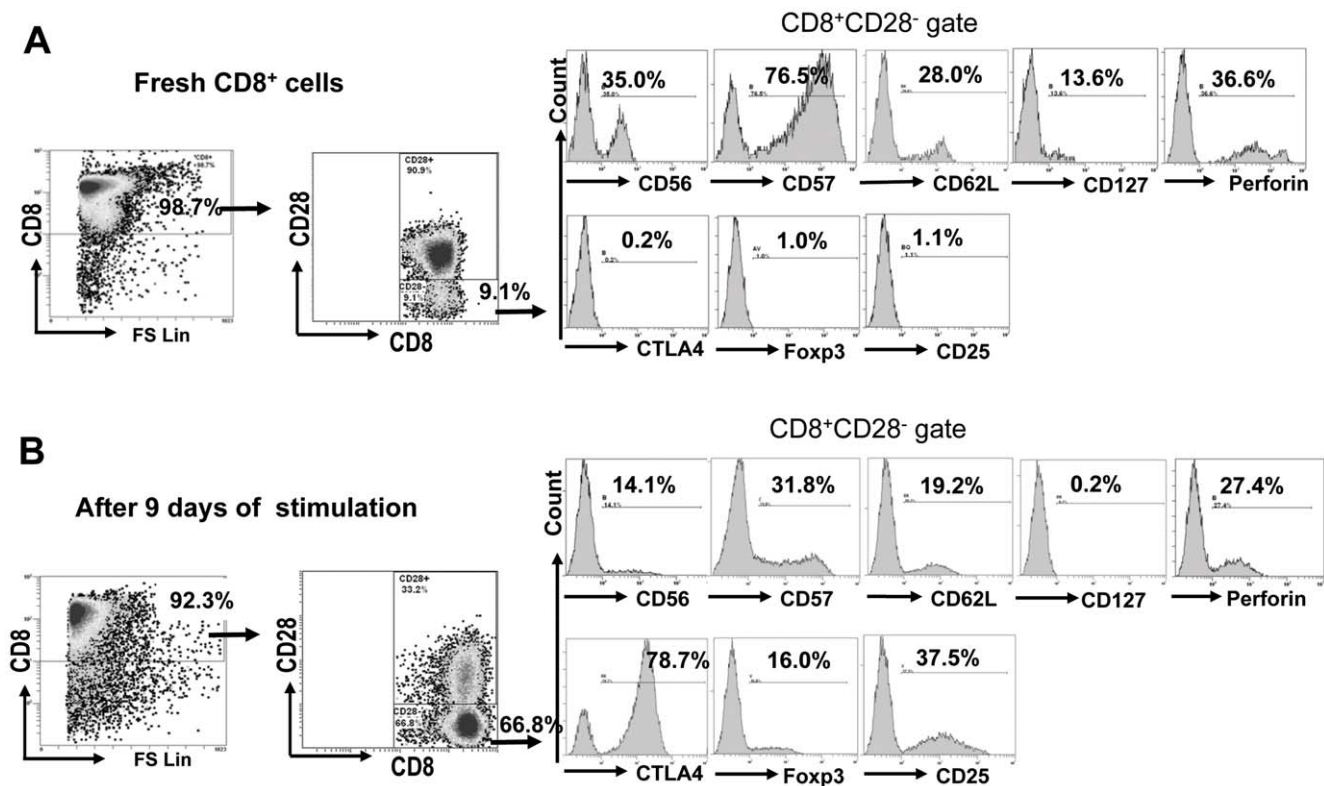 A
Fresh CD8+ cells
CD8+CD28- gate
CD8
98.7%
FS Lin
CD28
CD28+
90.9%
CD28-
9.1%
9.1%
CD8
Count
35.0%
CD56
76.5%
CD57
28.0%
CD62L
13.6%
CD127
36.6%
Perforin
0.2%
CTLA4
1.0%
Foxp3
1.1%
CD25
B
After 9 days of stimulation
CD8+CD28- gate
CD8
92.3%
FS Lin
CD28
CD28+
33.2%
CD28-
66.8%
66.8%
CD8
Count
14.1%
CD56
31.8%
CD57
19.2%
CD62L
0.2%
CD127
27.4%
Perforin
78.7%
CTLA4
16.0%
Foxp3
37.5%
CD25